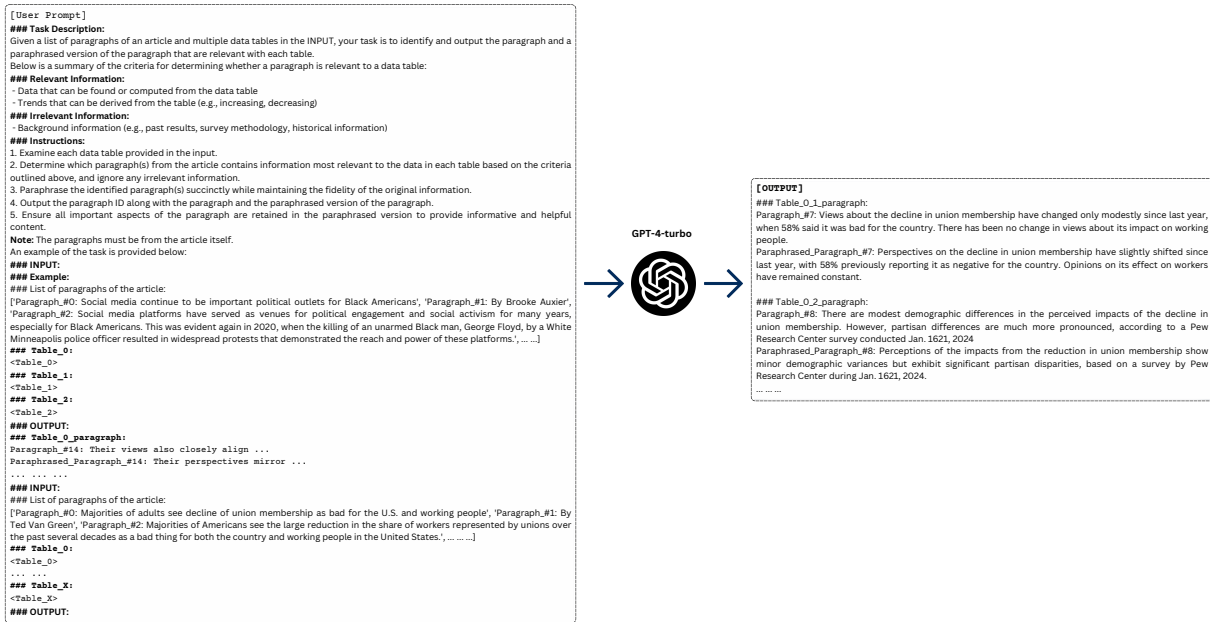 [User Prompt]
### Task Description:
Given a list of paragraphs of an article and multiple data tables in the INPUT, your task is to identify and output the paragraph and a
paraphrased version of the paragraph that are relevant with each table.
Below is a summary of the criteria for determining whether a paragraph is relevant to a data table:
### Relevant Information:
- Data that can be found or computed from the data table
- Trends that can be derived from the table (e.g., increasing, decreasing)
### Irrelevant Information:
- Background information (e.g., past results, survey methodology, historical information)
### Instructions:
1. Examine each data table provided in the input.
2. Determine which paragraph(s) from the article contains information most relevant to the data in each table based on the criteria
outlined above, and ignore any irrelevant information.
3. Paraphrase the identified paragraph(s) succinctly while maintaining the fidelity of the original information.
4. Output the paragraph ID along with the paragraph and the paraphrased version of the paragraph.
5. Ensure all important aspects of the paragraph are retained in the paraphrased version to provide informative and helpful
content.
Note: The paragraphs must be from the article itself.
An example of the task is provided below:
### INPUT:
### Example:
### List of paragraphs of the article:
['Paragraph_#0: Social media continue to be important political outlets for Black Americans', 'Paragraph_#1: By Brooke Auxier',
'Paragraph_#2: Social media platforms have served as venues for political engagement and social activism for many years,
especially for Black Americans. This was evident again in 2020, when the killing of an unarmed Black man, George Floyd, by a White
Minneapolis police officer resulted in widespread protests that demonstrated the reach and power of these platforms.', ... ...]
### Table_0:
<Table_0>
### Table_1:
<Table_1>
### Table_2:
<Table_2>
### OUTPUT:
### Table_0_paragraph:
Paragraph_#14: Their views also closely align ...
Paraphrased_Paragraph_#14: Their perspectives mirror ...
... ... ...
### INPUT:
### List of paragraphs of the article:
['Paragraph_#0: Majorities of adults see decline of union membership as bad for the U.S. and working people', 'Paragraph_#1: By
Ted Van Green', 'Paragraph_#2: Majorities of Americans see the large reduction in the share of workers represented by unions over
the past several decades as a bad thing for both the country and working people in the United States.', ... ... ...]
### Table_0:
<Table_0>
... ...
### Table_X:
<Table_X>
### OUTPUT:
GPT-4-turbo
[OUTPUT]
### Table_0_1_paragraph:
Paragraph_#7: Views about the decline in union membership have changed only modestly since last year,
when 58% said it was bad for the country. There has been no change in views about its impact on working
people.
Paraphrased_Paragraph_#7: Perspectives on the decline in union membership have slightly shifted since
last year, with 58% previously reporting it as negative for the country. Opinions on its effect on workers
have remained constant.
### Table_0_2_paragraph:
Paragraph_#8: There are modest demographic differences in the perceived impacts of the decline in
union membership. However, partisan differences are much more pronounced, according to a Pew
Research Center survey conducted Jan. 1621, 2024
Paraphrased_Paragraph_#8: Perceptions of the impacts from the reduction in union membership show
minor demographic variances but exhibit significant partisan disparities, based on a survey by Pew
Research Center during Jan. 1621, 2024.
... ... ...